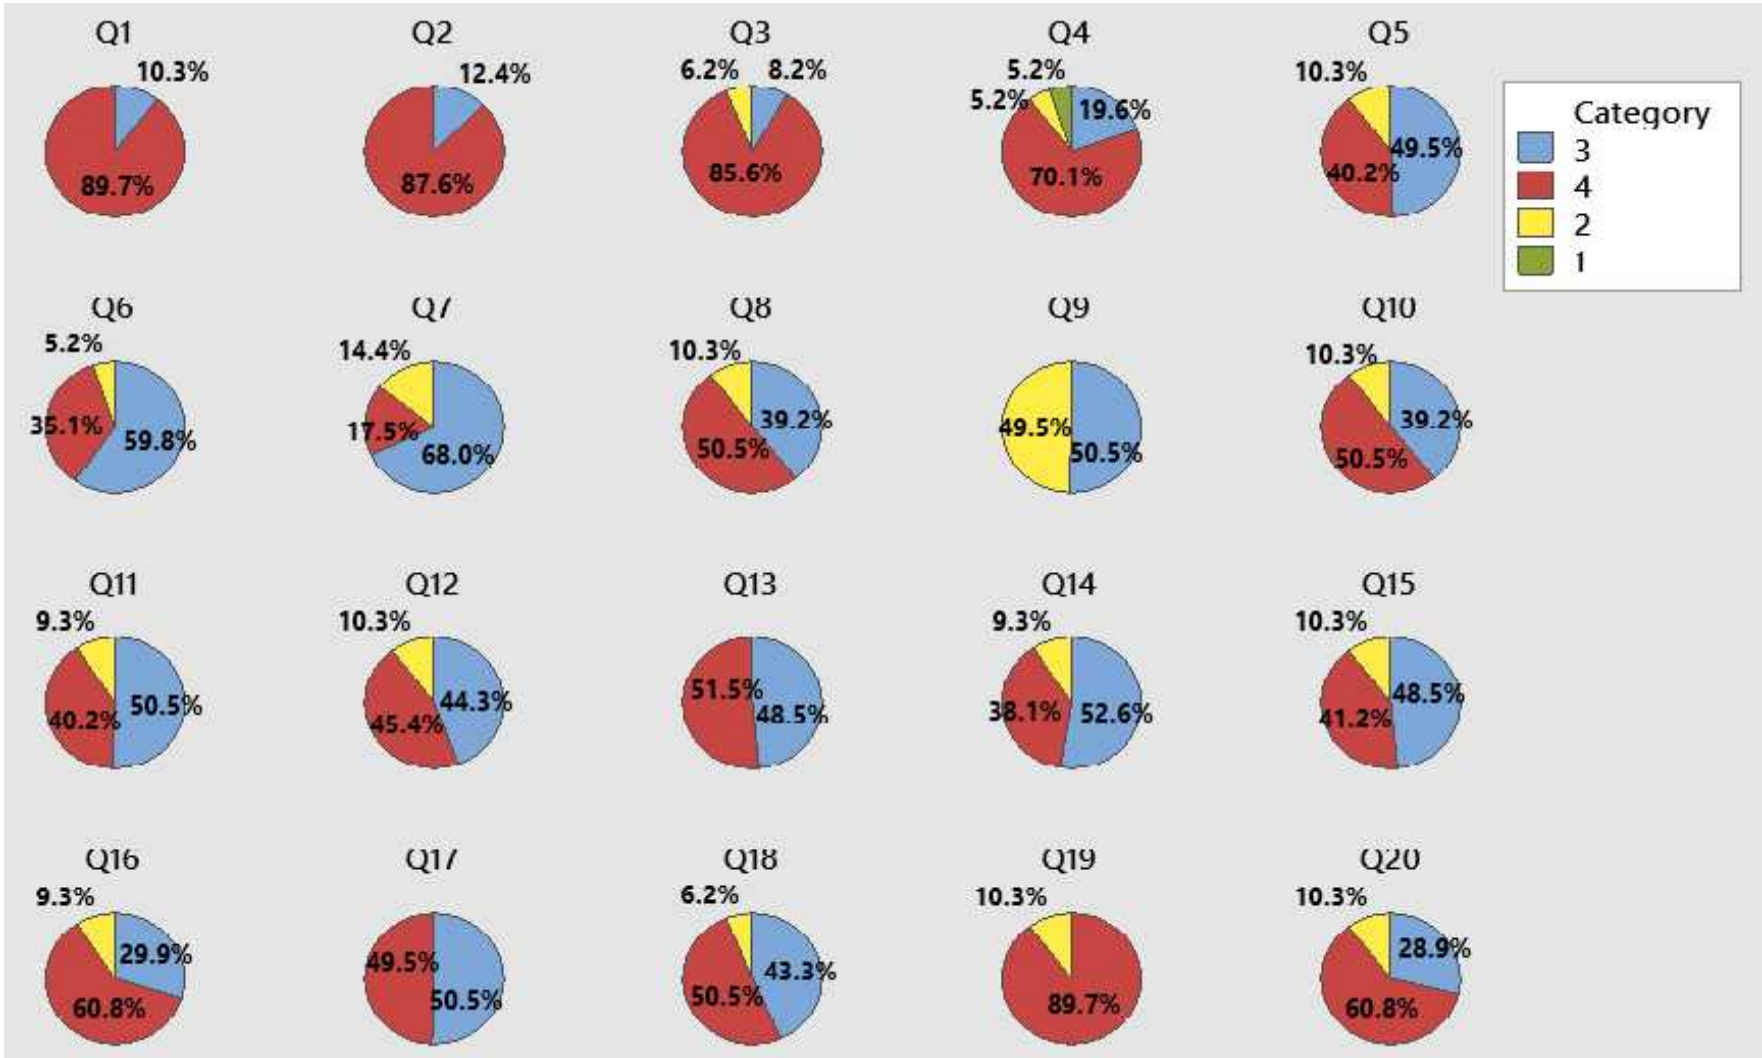 Q1
10.3%
89.7%
Q2
12.4%
87.6%
Q3
6.2%
8.2%
85.6%
Q4
5.2%
5.2%
19.6%
70.1%
Q5
10.3%
49.5%
40.2%
Category
3
4
2
1
Q6
5.2%
35.1%
59.8%
Q7
14.4%
17.5%
68.0%
Q8
10.3%
39.2%
50.5%
Q9
49.5%
50.5%
Q10
10.3%
39.2%
50.5%
Q11
9.3%
50.5%
40.2%
Q12
10.3%
44.3%
45.4%
Q13
51.5%
48.5%
Q14
9.3%
38.1%
52.6%
Q15
10.3%
48.5%
41.2%
Q16
9.3%
29.9%
60.8%
Q17
49.5%
50.5%
Q18
6.2%
43.3%
50.5%
Q19
10.3%
89.7%
Q20
10.3%
28.9%
60.8%